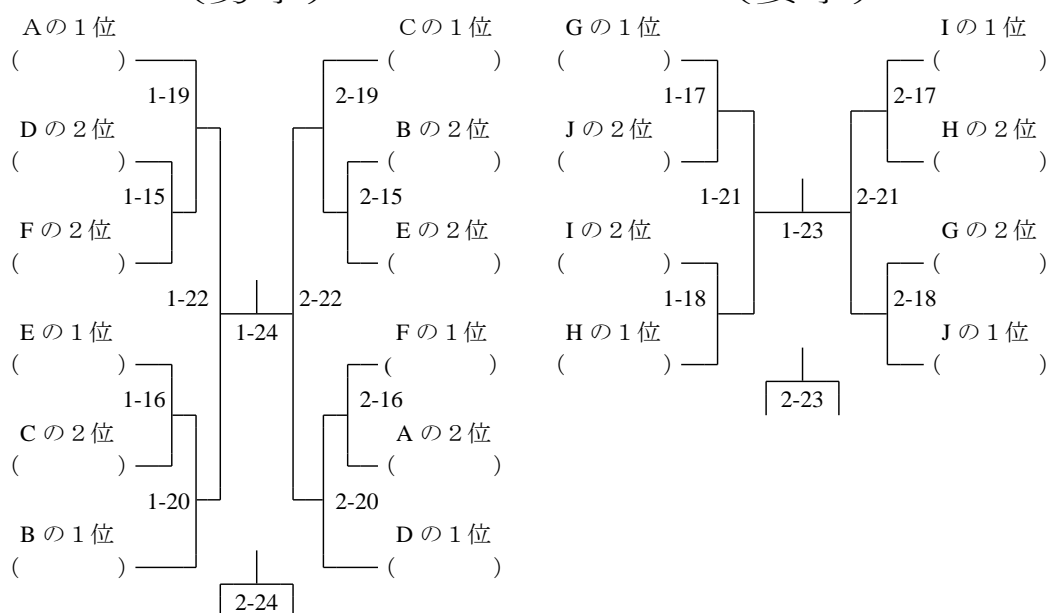 Aの1位
Cの1位
Gの1位
Iの1位
( )
( )
( )
( )
1-19
2-19
1-17
2-17
Dの2位
Bの2位
Jの2位
Hの2位
( )
( )
( )
( )
1-15
2-15
1-21
2-21
Fの2位
Eの2位
Iの2位
1-23
Gの2位
( )
( )
( )
( )
1-22
2-22
1-18
2-18
1-24
Eの1位
Fの1位
Hの1位
Jの1位
( )
( )
( )
( )
1-16
2-16
2-23
Cの2位
Aの2位
( )
( )
1-20
2-20
Bの1位
Dの1位
( )
( )
2-24